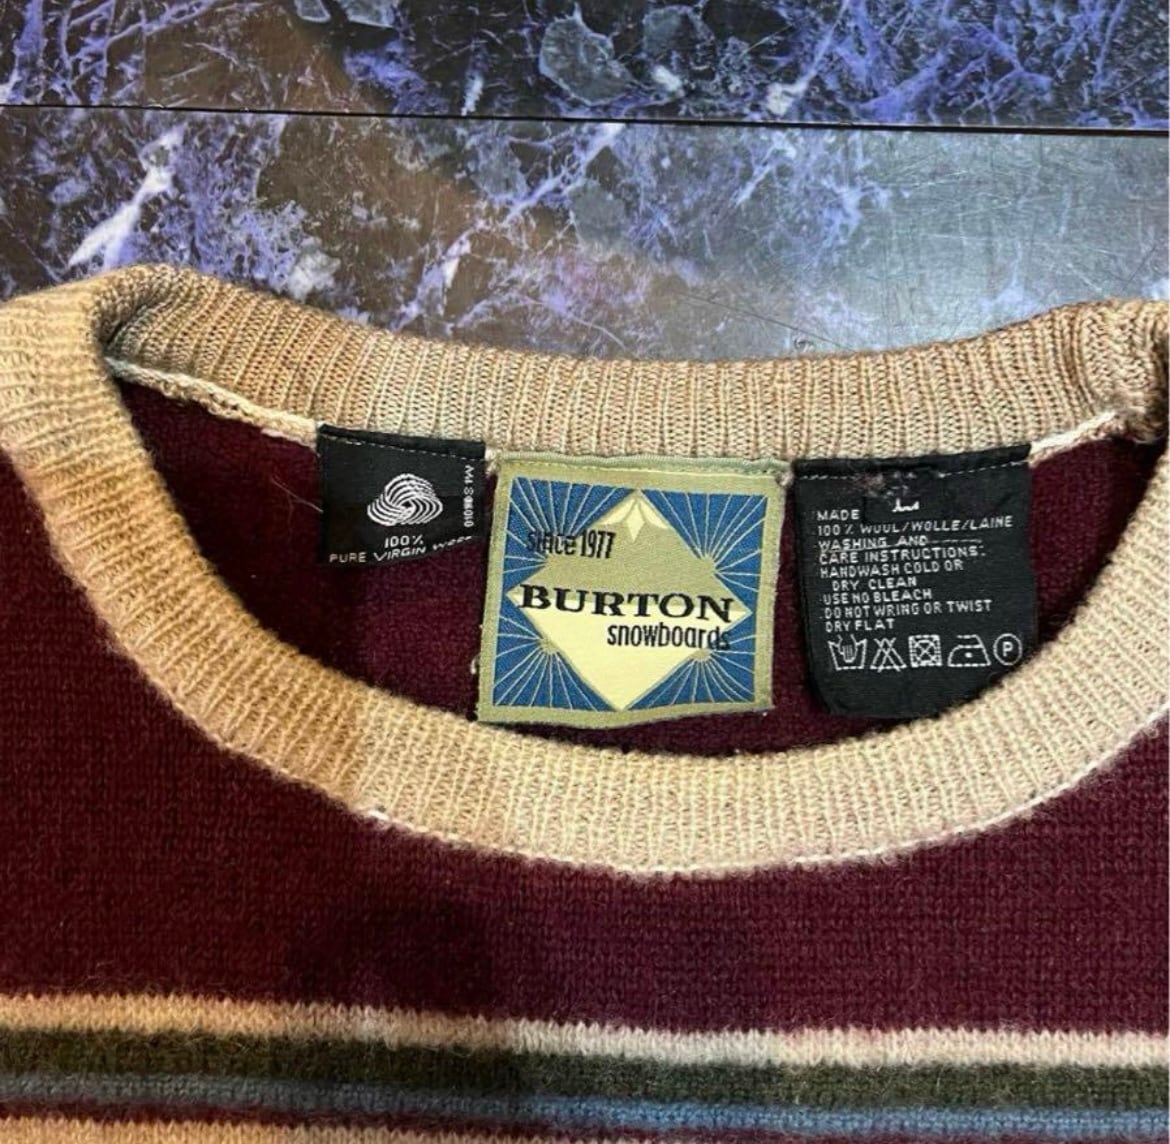 100%
PURE VIRGIN
since 1977
BURTON
snowboards
L
MADE
100% WOOL/WOLLE/LAINE
WASHING AND
CARE INSTRUCTIONS:
HANDWASH COLD OR
DRY CLEAN
USE NO BLEACH
DO NOT WRING OR TWIST
DRY FLAT
P